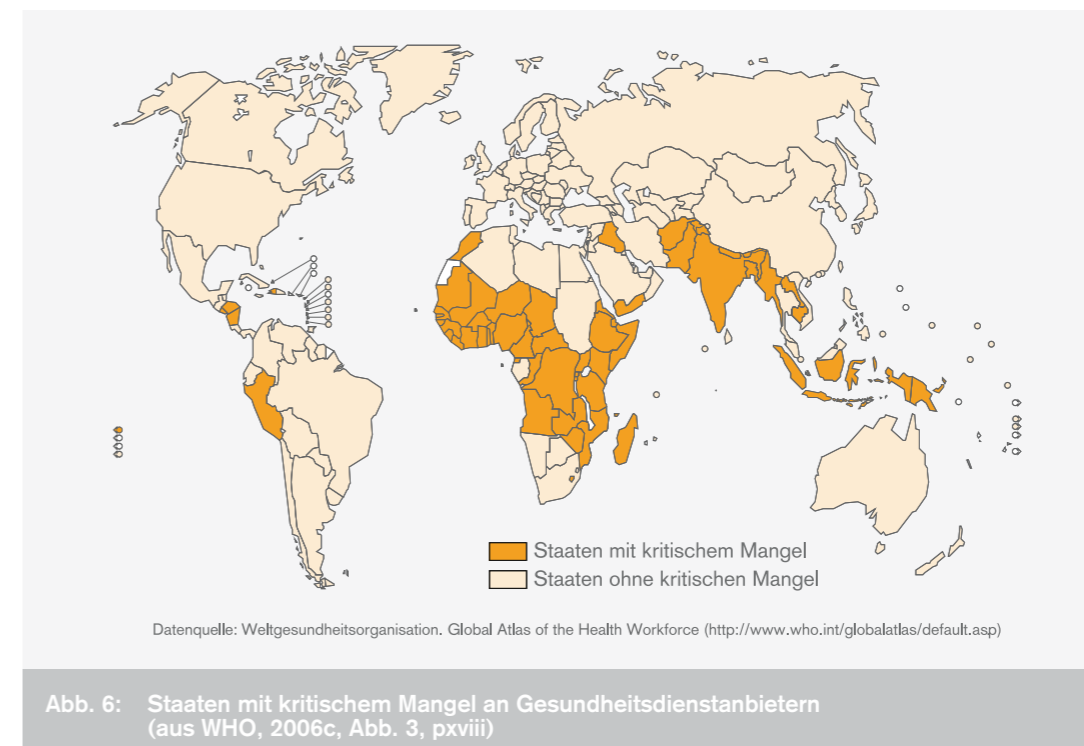 Staaten mit kritischem Mangel
Staaten ohne kritischen Mangel
Datenquelle: Weltgesundheitsorganisation. Global Atlas of the Health Workforce (http://www.who.int/globalatlas/default.asp)
Abb. 6: Staaten mit kritischem Mangel an Gesundheitsdienstanbietern
(aus WHO, 2006c, Abb. 3, pxviii)